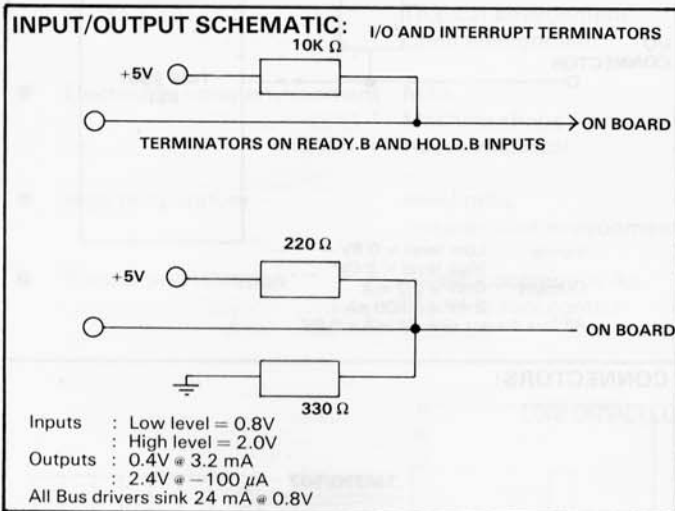 INPUT/OUTPUT SCHEMATIC: I/O AND INTERRUPT TERMINATORS
10K Ω
+5V
ON BOARD
TERMINATORS ON READY.B AND HOLD.B INPUTS
220 Ω
+5V
ON BOARD
330 Ω
Inputs : Low level = 0.8V
: High level = 2.0V
Outputs : 0.4V @ 3.2 mA
: 2.4V @ −100 μA
All Bus drivers sink 24 mA @ 0.8V